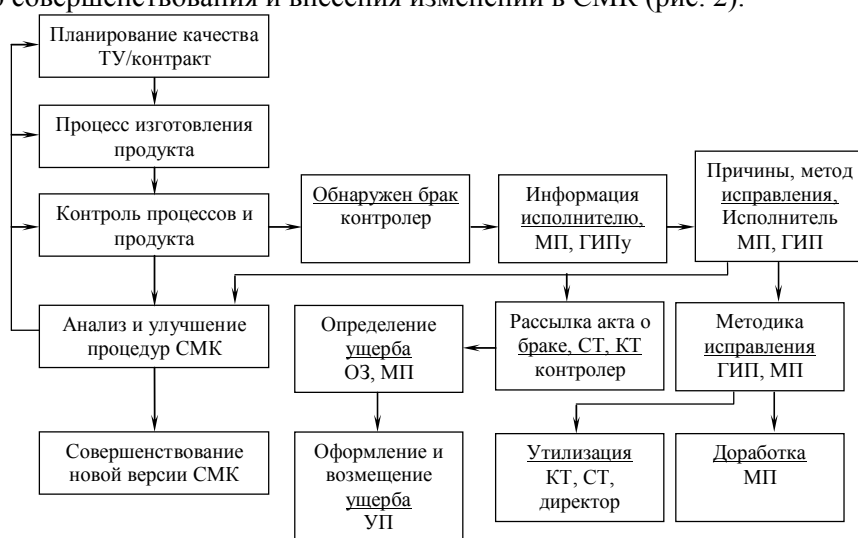 о совершенствования и внесения изменений в СМК (рис. 2).
Планирование качества
ТУ/контракт
Процесс изготовления
продукта
Контроль процессов и
продукта
Обнаружен брак
контролер
Информация
исполнителю,
МП, ГИПу
Причины, метод
исправления,
Исполнитель
МП, ГИП
Анализ и улучшение
процедур СМК
Определение
ущерба
ОЗ, МП
Рассылка акта о
браке, СТ, КТ
контролер
Методика
исправления
ГИП, МП
Совершенствование
новой версии СМК
Оформление и
возмещение
ущерба
УП
Утилизация
КТ, СТ,
директор
Доработка
МП